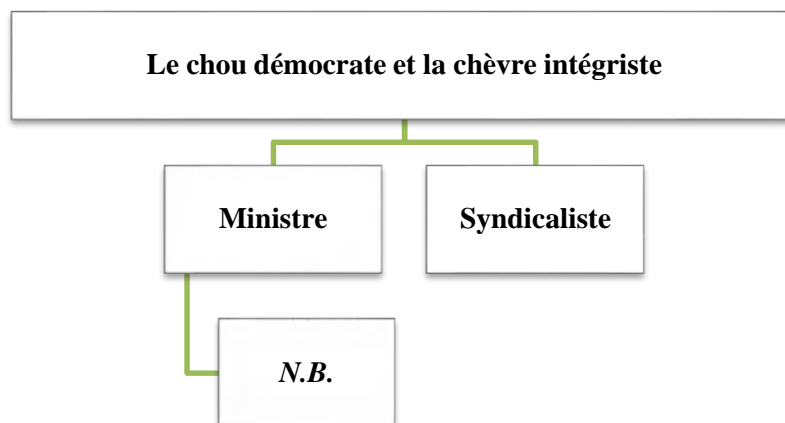 Le chou démocrate et la chèvre intégriste
Ministre
Syndicaliste
N.B.